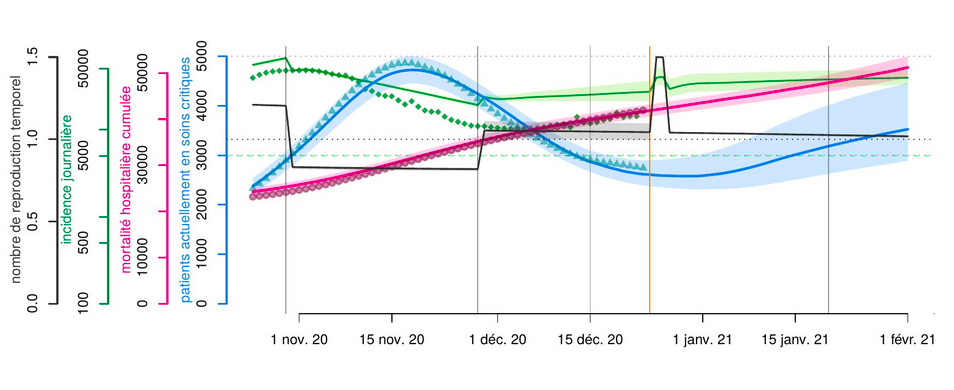 nombre de reproduction temporel
0.0 0.5 1.0 1.5
incidence journalière
100 500 5000 50000
mortalité hospitalière cumulée
0 10000 30000 50000
patients actuellement en soins critiques
0 1000 2000 3000 4000 5000
1 nov. 20 15 nov. 20 1 déc. 20 15 déc. 20 1 janv. 21 15 janv. 21 1 févr. 21